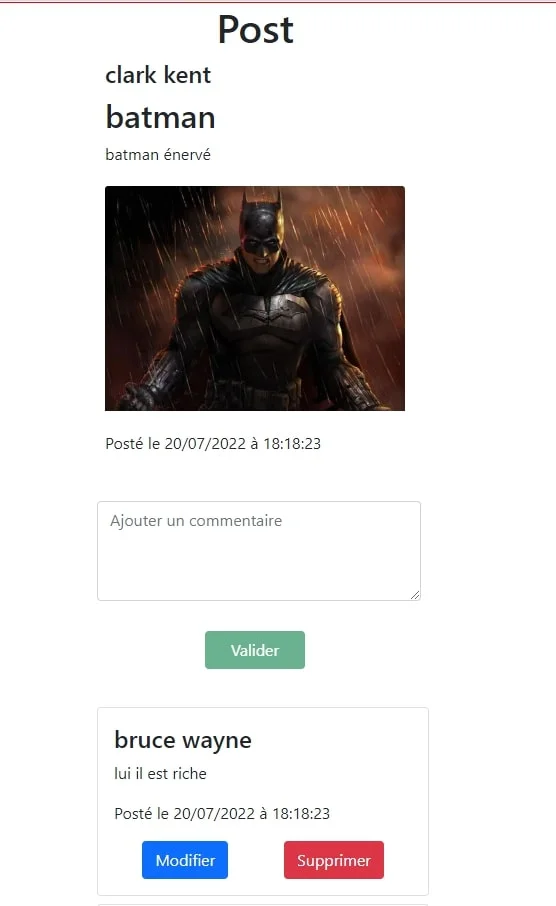 Post
clark kent
batman
batman énervé
Posté le 20/07/2022 à 18:18:23
Ajouter un commentaire
Valider
bruce wayne
lui il est riche
Posté le 20/07/2022 à 18:18:23
Modifier
Supprimer